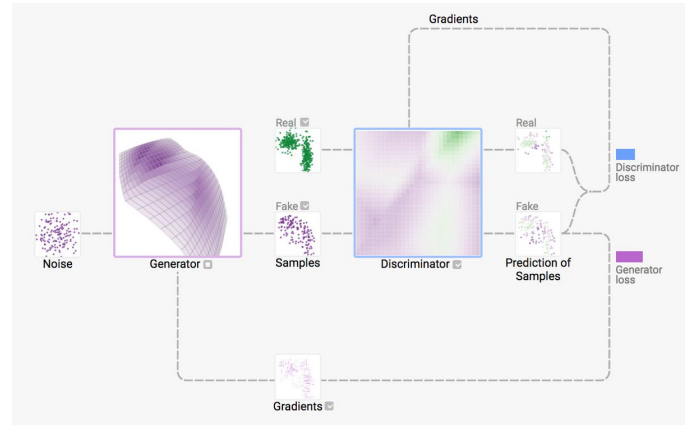 Gradients
Real
Real
Discriminator
loss
Fake
Fake
Noise
Generator
Samples
Discriminator
Prediction of
Samples
Generator
loss
Gradients